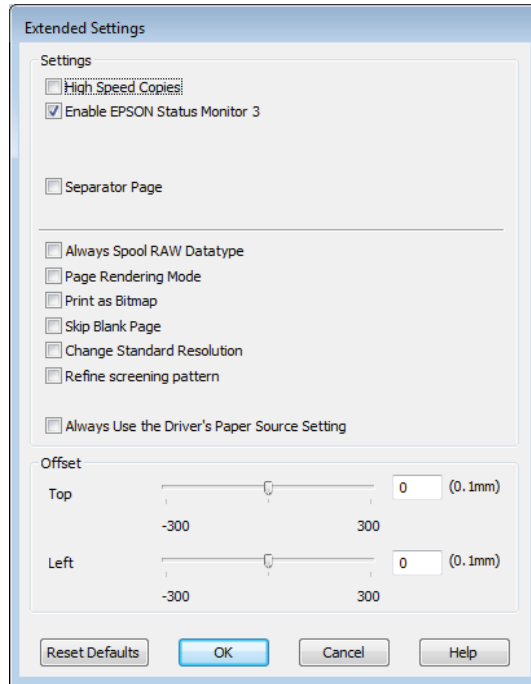 Extended Settings
Settings
High Speed Copies
Enable EPSON Status Monitor 3
Separator Page
Always Spool RAW Datatype
Page Rendering Mode
Print as Bitmap
Skip Blank Page
Change Standard Resolution
Refine screening pattern
Always Use the Driver's Paper Source Setting
Offset
Top 0 (0.1mm)
-300 300
Left 0 (0.1mm)
-300 300
Reset Defaults OK Cancel Help